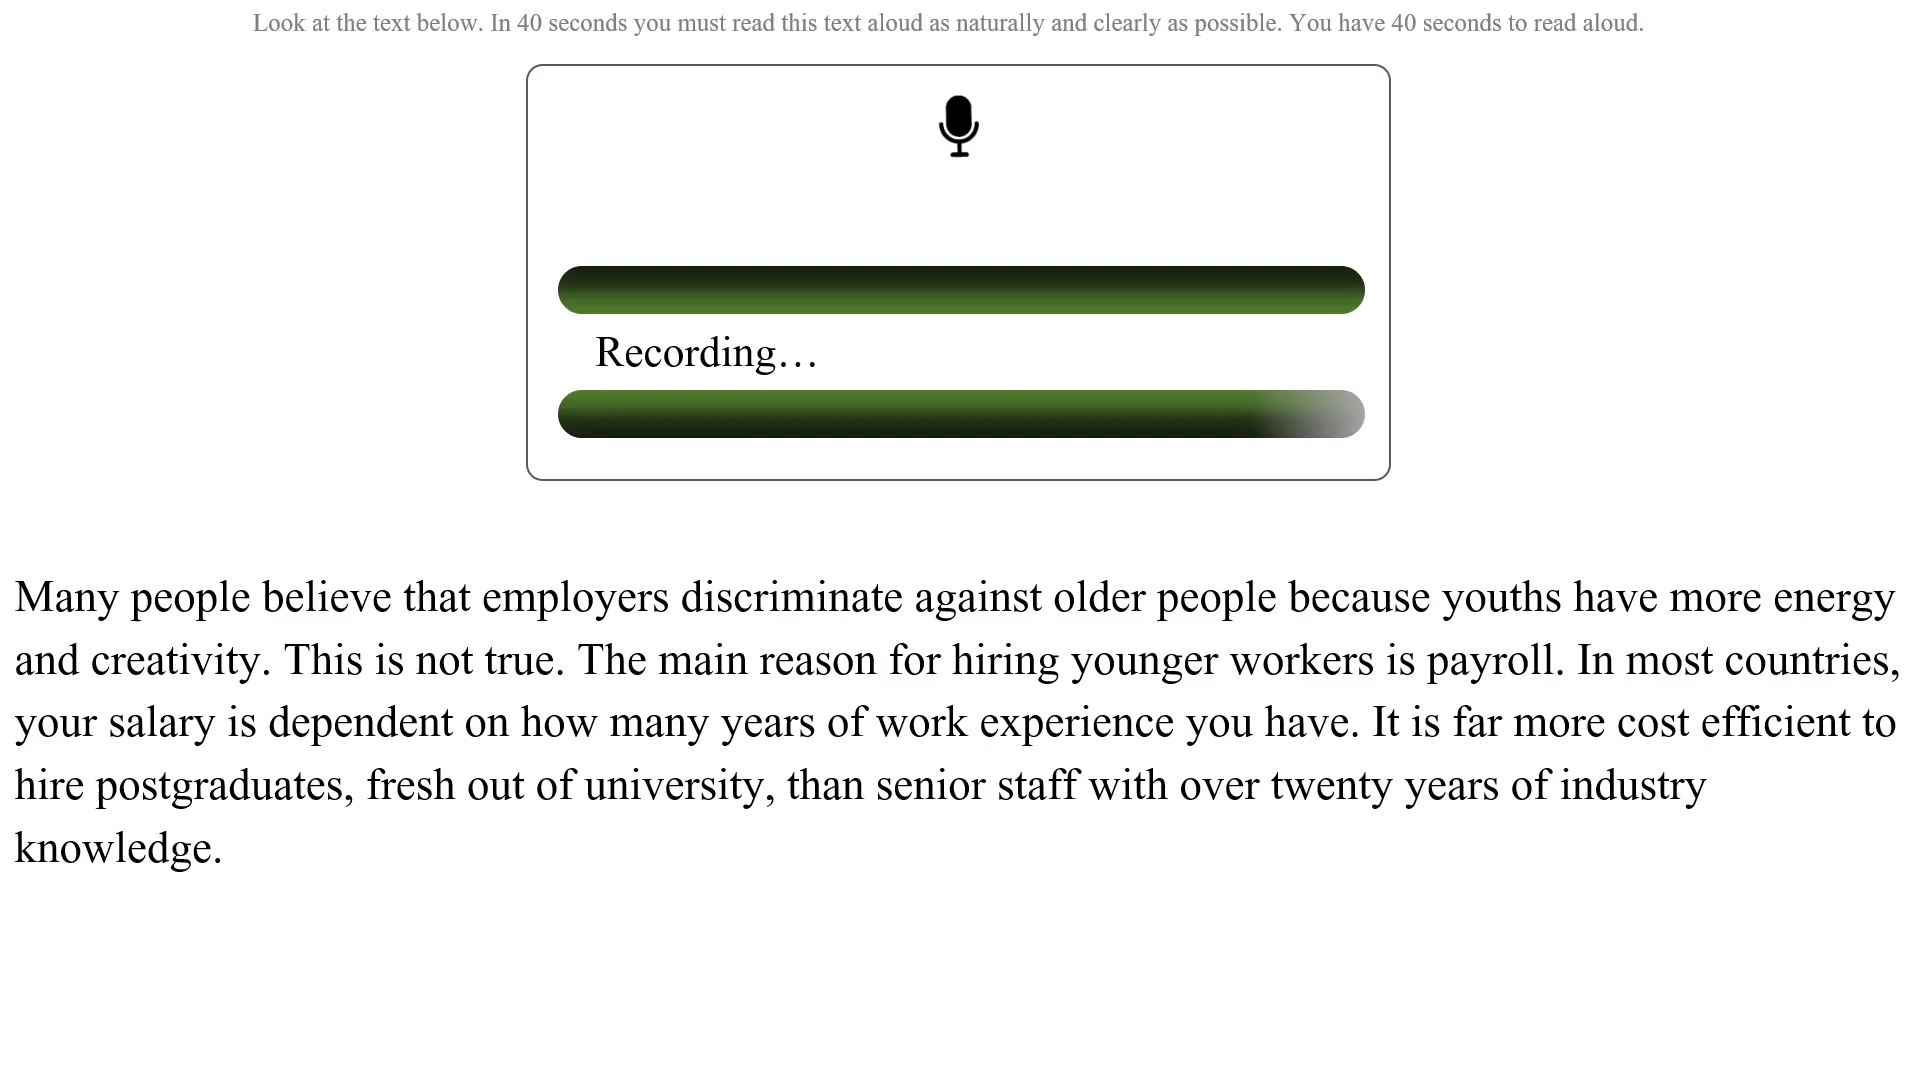 Look at the text below. In 40 seconds you must read this text aloud as naturally and clearly as possible. You have 40 seconds to read aloud.
Recording…
Many people believe that employers discriminate against older people because youths have more energy
and creativity. This is not true. The main reason for hiring younger workers is payroll. In most countries,
your salary is dependent on how many years of work experience you have. It is far more cost efficient to
hire postgraduates, fresh out of university, than senior staff with over twenty years of industry
knowledge.